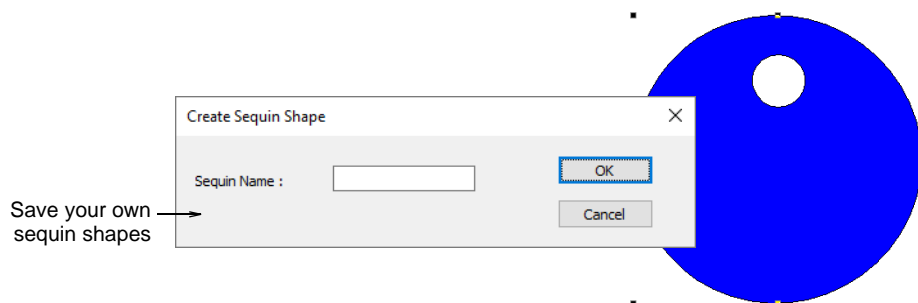 Create Sequin Shape
Sequin Name :
OK
Cancel
Save your own
sequin shapes